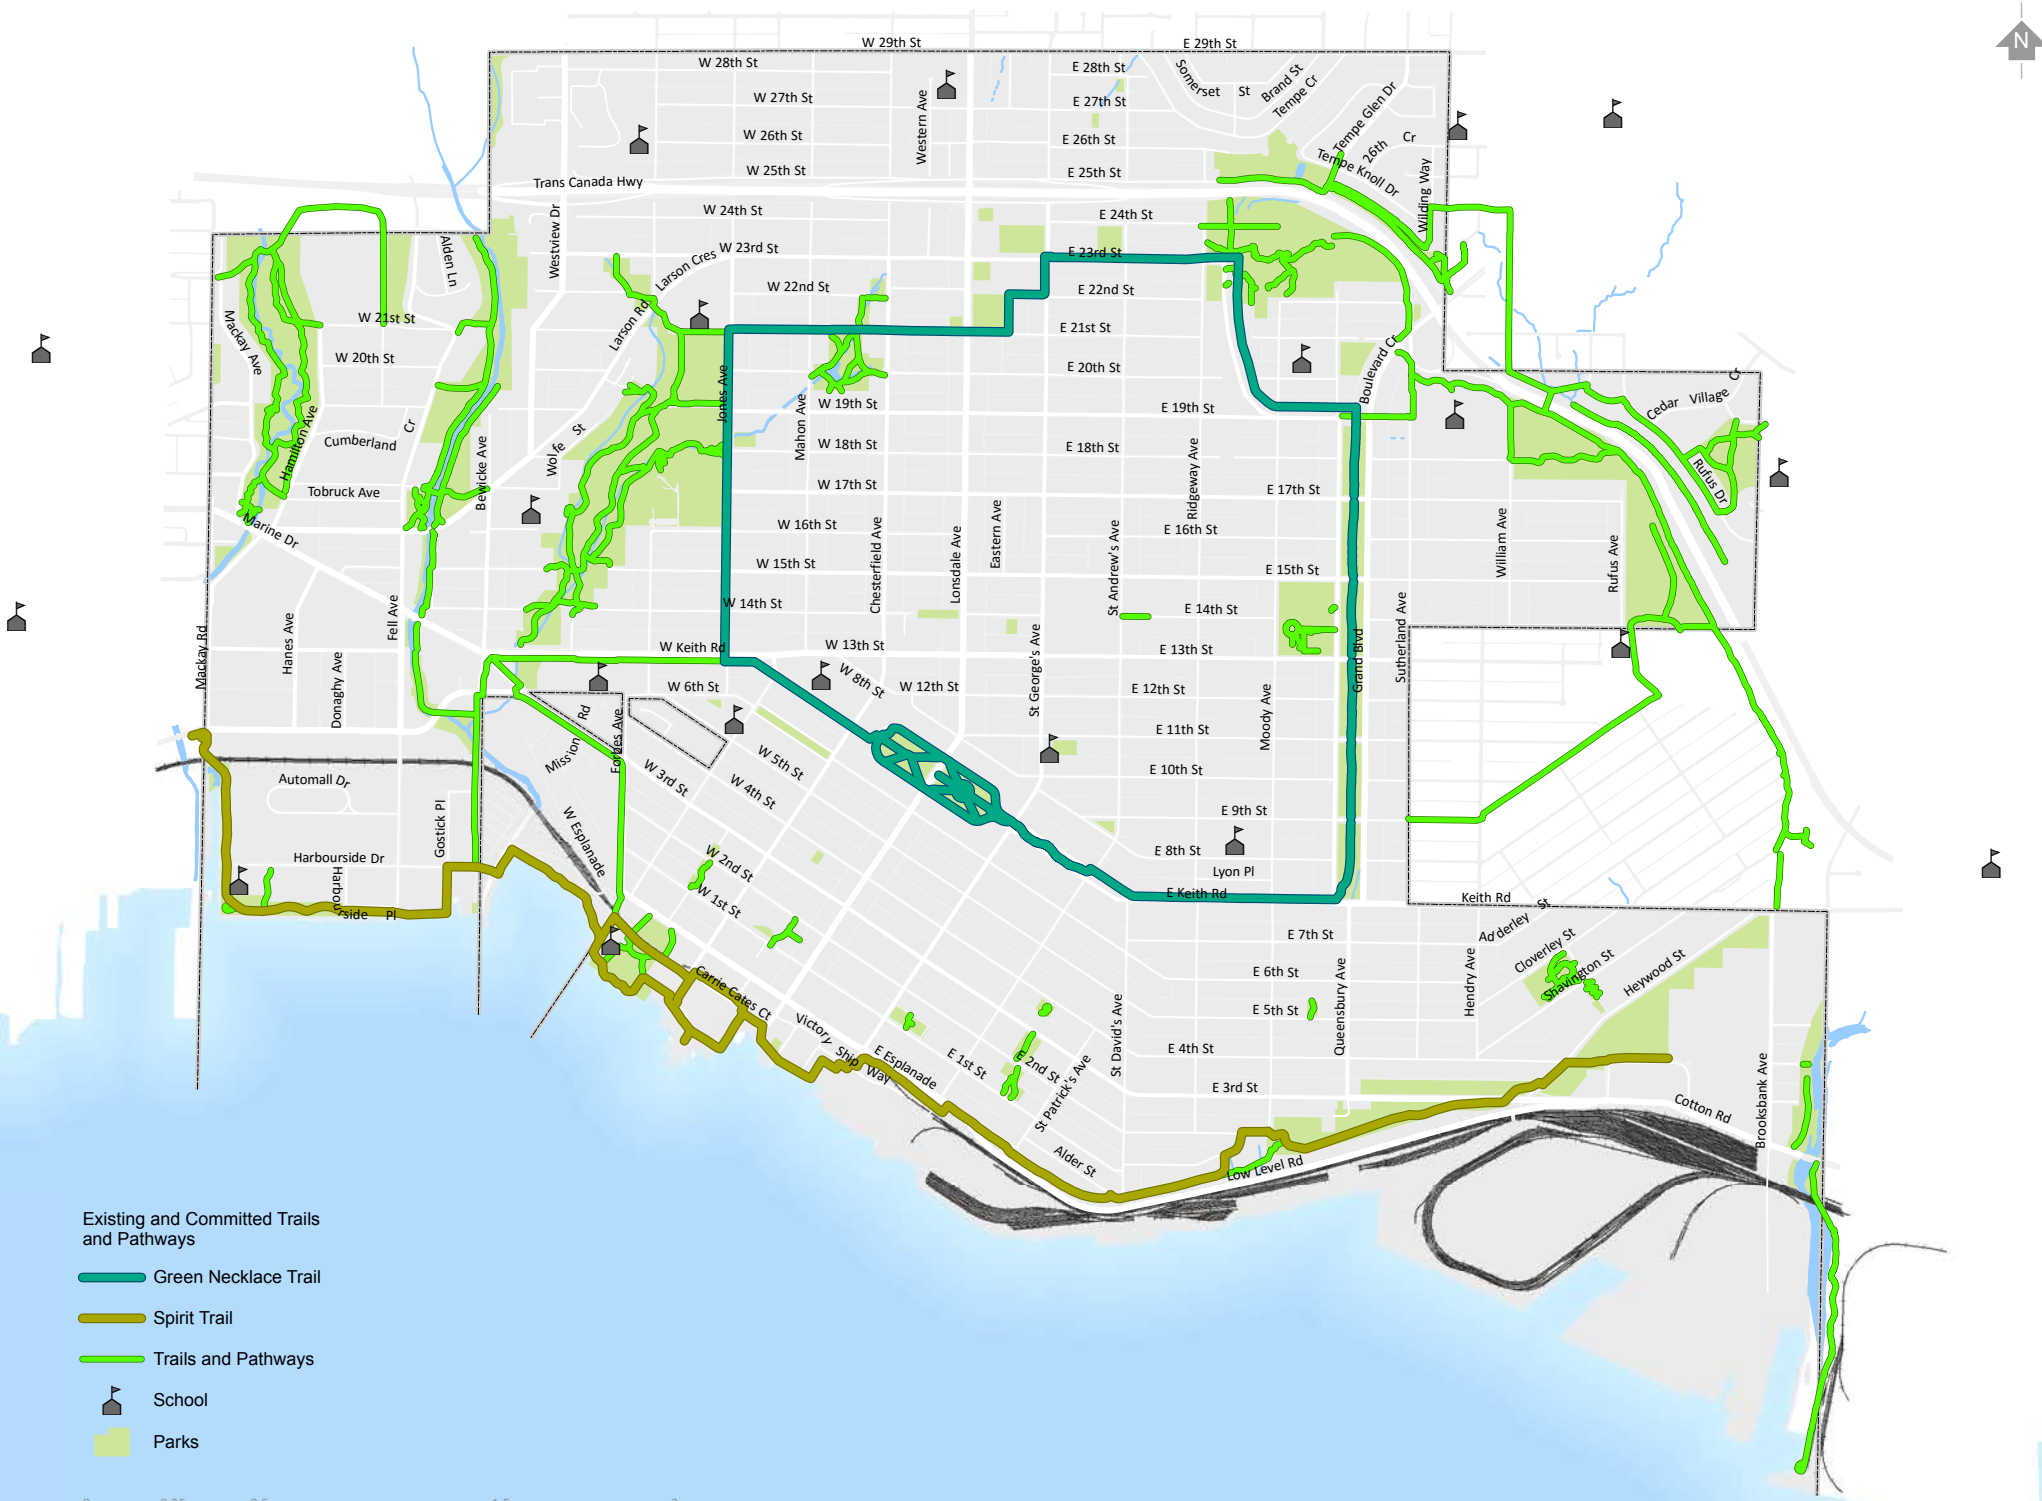 N
W 29th St
E 29th St
W 28th St
E 28th St
Somerset St
Brand St
Tempe Cr
Tempe Glen Dr
W 27th St
E 27th St
Western Ave
W 26th St
E 26th St
26th Cr
Tempe Knoll Dr
Wilding Way
W 25th St
E 25th St
Trans Canada Hwy
W 24th St
E 24th St
Westview Dr
Alden Ln
W 23rd St
E 23rd St
Larson Cres
W 22nd St
E 22nd St
Larson Rd
Mackay Ave
W 21st St
E 21st St
W 20th St
E 20th St
Boulevard Cr
Cedar Village Cr
Jones Ave
Mahon Ave
W 19th St
E 19th St
Hamilton Ave
Cumberland Cr
Wolfe St
W 18th St
E 18th St
Bewicke Ave
Ridgeway Ave
Rufus Dr
Tobruck Ave
W 17th St
E 17th St
Marine Dr
W 16th St
E 16th St
Chesterfield Ave
Lonsdale Ave
Eastern Ave
St Andrew's Ave
William Ave
Rufus Ave
W 15th St
E 15th St
W 14th St
E 14th St
Mackay Rd
Hanes Ave
Donaghy Ave
Fell Ave
W Keith Rd
W 13th St
E 13th St
St George's Ave
Grand Blvd
Sutherland Ave
W 8th St
W 6th St
W 12th St
E 12th St
Moody Ave
Mission Rd
Forbes Ave
E 11th St
W 5th St
W 3rd St
W 4th St
E 10th St
Automall Dr
Gostick Pl
W Esplanade
E 9th St
Harbourside Dr
Harbourside Pl
W 2nd St
E 8th St
Lyon Pl
W 1st St
E Keith Rd
Keith Rd
Adderley St
E 7th St
Cloverley St
Shavington St
Heywood St
E 6th St
Queensbury Ave
Hendry Ave
Carrie Cates Ct
E 5th St
Victory Ship Way
St David's Ave
E Esplanade
E 1st St
E 2nd St
St Patrick's Ave
E 4th St
E 3rd St
Brooksbank Ave
Cotton Rd
Alder St
Low Level Rd
Existing and Committed Trails
and Pathways
Green Necklace Trail
Spirit Trail
Trails and Pathways
School
Parks